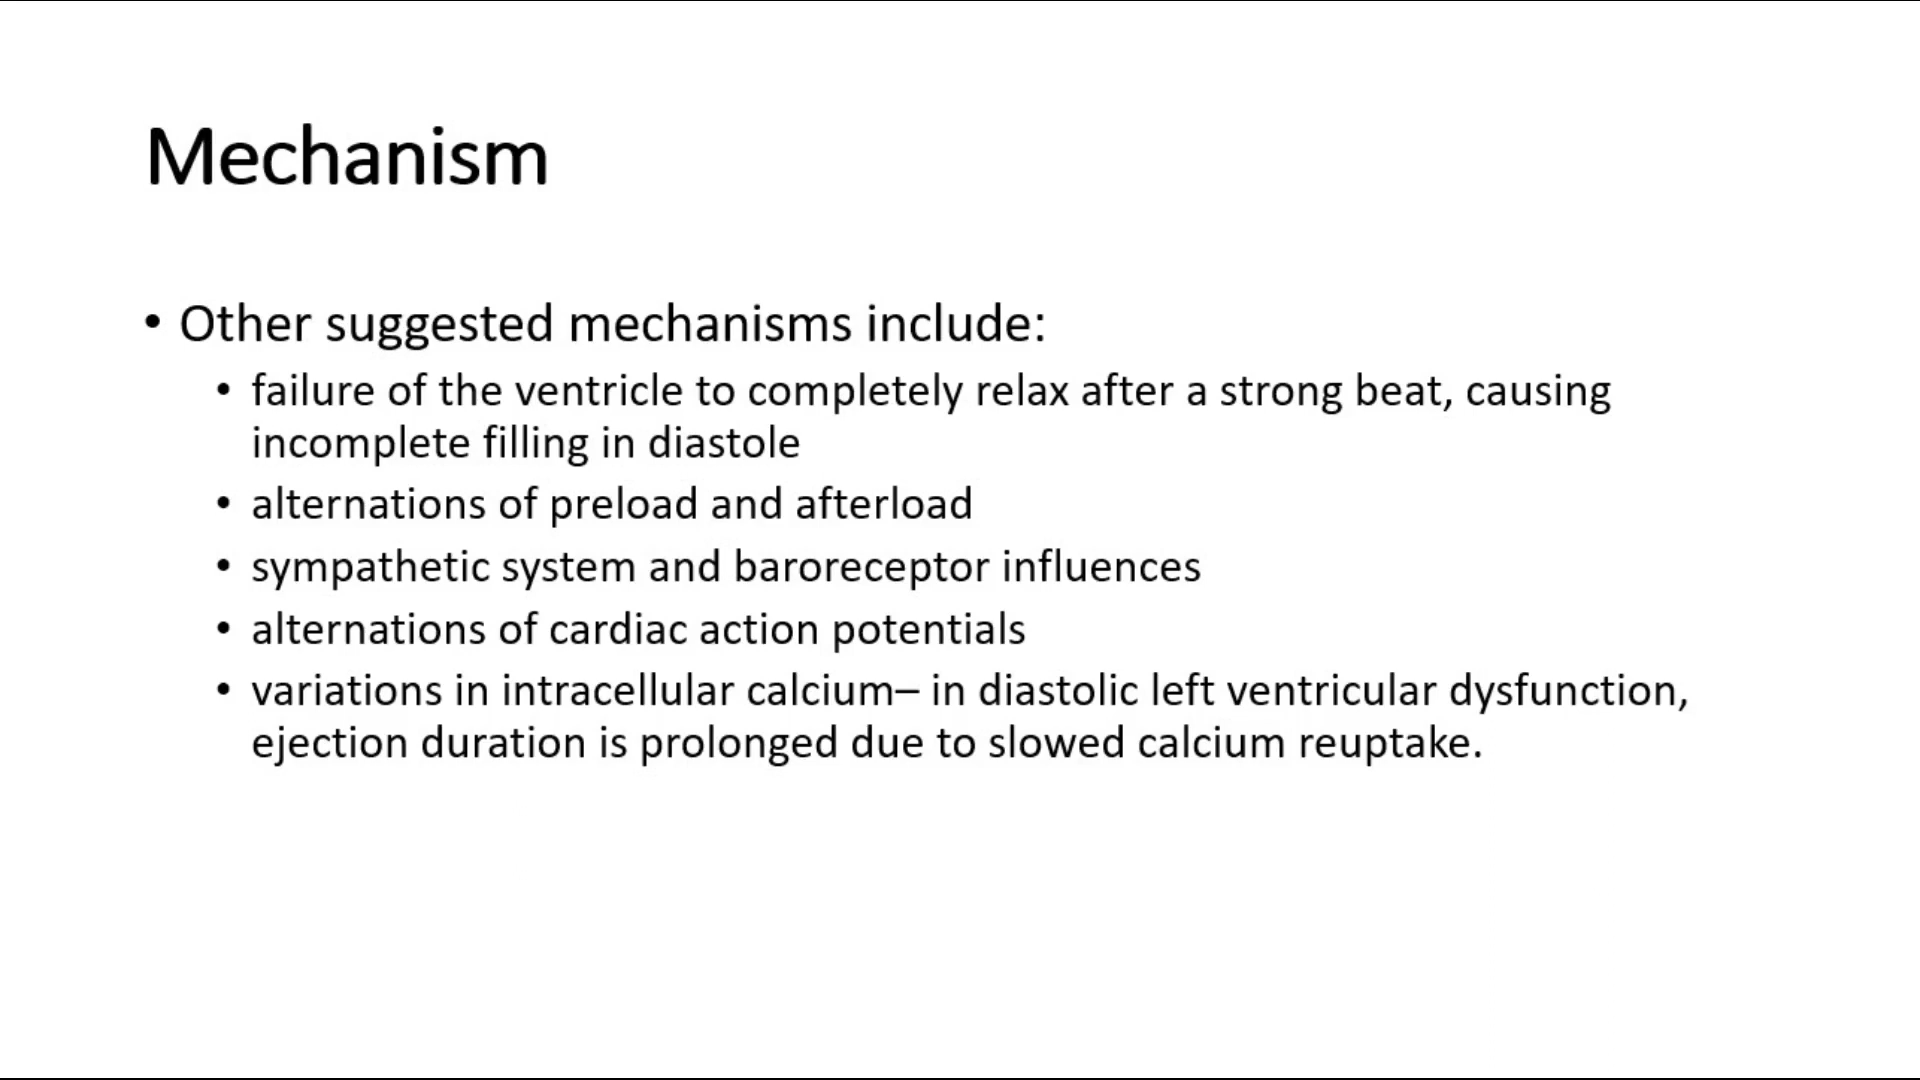 Mechanism
• Other suggested mechanisms include:
• failure of the ventricle to completely relax after a strong beat, causing
incomplete filling in diastole
• alternations of preload and afterload
• sympathetic system and baroreceptor influences
• alternations of cardiac action potentials
• variations in intracellular calcium– in diastolic left ventricular dysfunction,
ejection duration is prolonged due to slowed calcium reuptake.